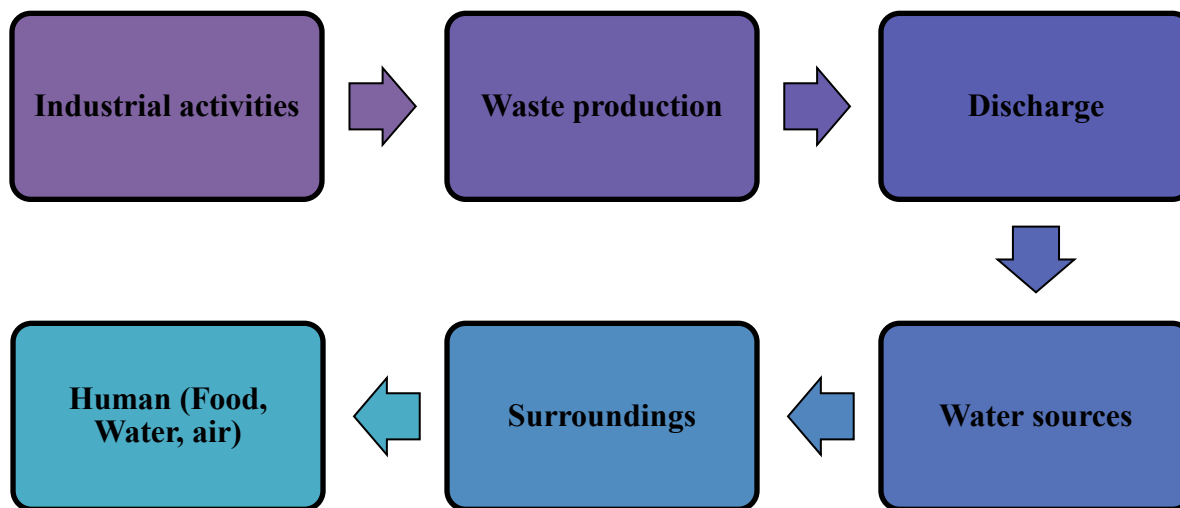 Industrial activities
Waste production
Discharge
Water sources
Surroundings
Human (Food,
Water, air)